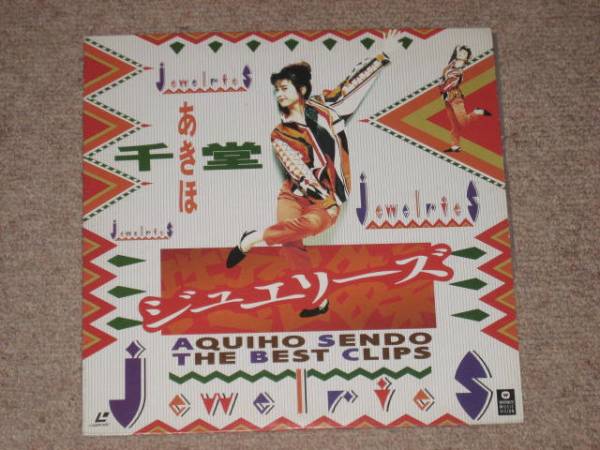 jewelrieS
千堂
あきほ
jewelrieS
jewelrieS
ジュエリーズ
AQUIHO SENDO
THE BEST CLIPS
jewelrieS